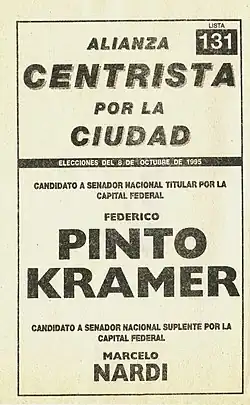 LISTA
131
ALIANZA
CENTRISTA
POR LA
CIUDAD
ELECCIONES DEL 8 DE OCTUBRE DE 1995
CANDIDATO A SENADOR NACIONAL TITULAR POR LA
CAPITAL FEDERAL
FEDERICO
PINTO
KRAMER
CANDIDATO A SENADOR NACIONAL SUPLENTE POR LA
CAPITAL FEDERAL
MARCELO
NARDI